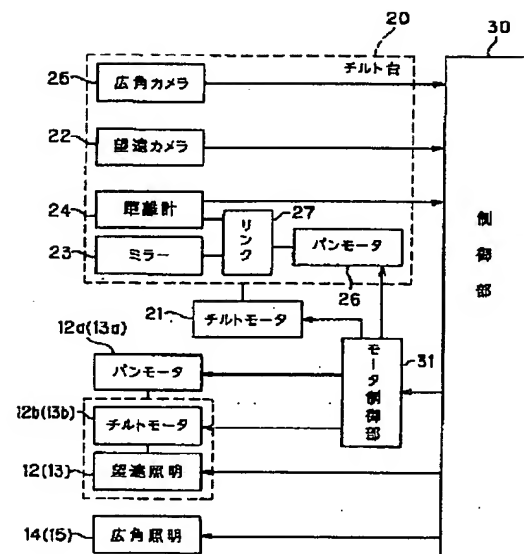 20
30
チルト台
25
広角カメラ
22
望遠カメラ
24
距離計
23
ミラー
リンク
27
パンモータ
26
制御部
21
チルトモータ
12a(13a)
パンモータ
モータ制御部
31
12b(13b)
チルトモータ
12(13)
望遠照明
14(15)
広角照明